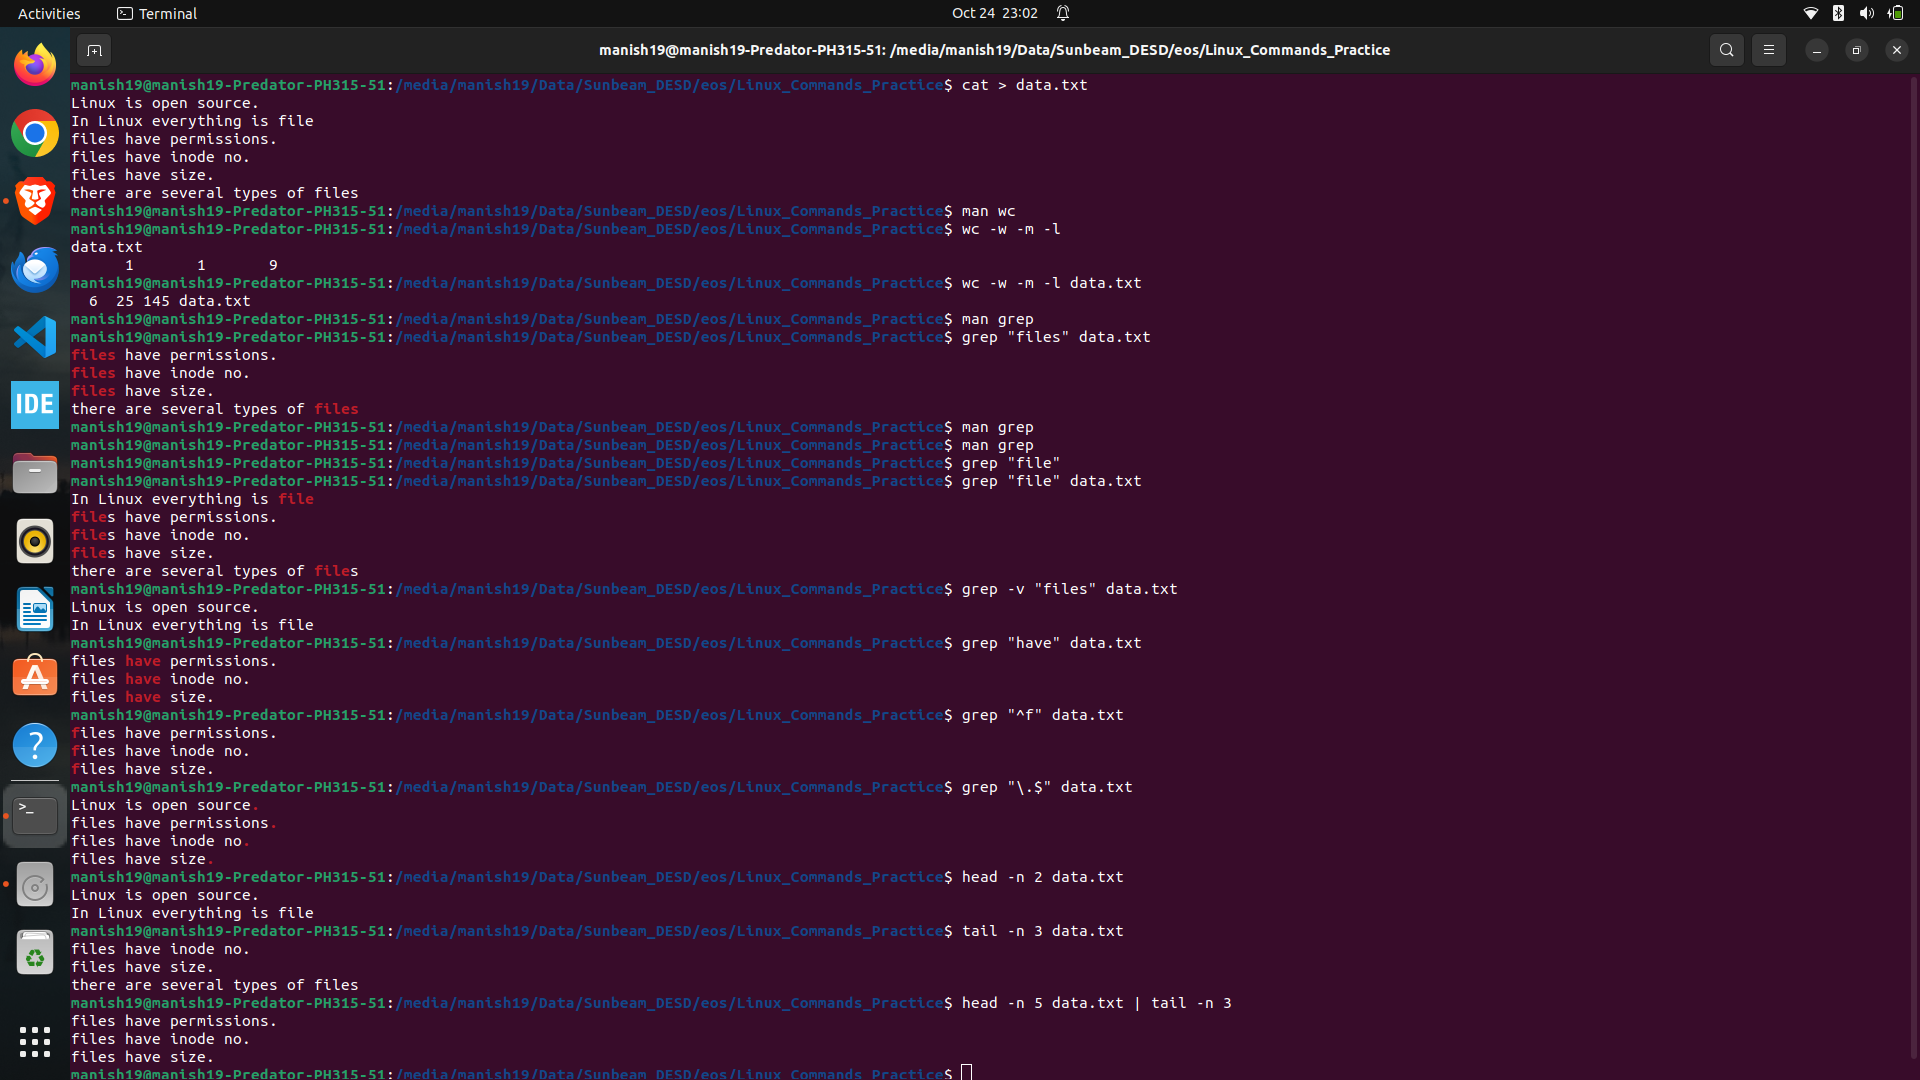 Activities Terminal Oct 24 23:02
manish19@manish19-Predator-PH315-51: /media/manish19/Data/Sunbeam_DESD/eos/Linux_Commands_Practice
manish19@manish19-Predator-PH315-51:/media/manish19/Data/Sunbeam_DESD/eos/Linux_Commands_Practice$ cat > data.txt
Linux is open source.
In Linux everything is file
files have permissions.
files have inode no.
files have size.
there are several types of files
manish19@manish19-Predator-PH315-51:/media/manish19/Data/Sunbeam_DESD/eos/Linux_Commands_Practice$ man wc
manish19@manish19-Predator-PH315-51:/media/manish19/Data/Sunbeam_DESD/eos/Linux_Commands_Practice$ wc -w -m -l
data.txt
      1       1       9
manish19@manish19-Predator-PH315-51:/media/manish19/Data/Sunbeam_DESD/eos/Linux_Commands_Practice$ wc -w -m -l data.txt
  6  25 145 data.txt
manish19@manish19-Predator-PH315-51:/media/manish19/Data/Sunbeam_DESD/eos/Linux_Commands_Practice$ man grep
manish19@manish19-Predator-PH315-51:/media/manish19/Data/Sunbeam_DESD/eos/Linux_Commands_Practice$ grep "files" data.txt
files have permissions.
files have inode no.
files have size.
there are several types of files
manish19@manish19-Predator-PH315-51:/media/manish19/Data/Sunbeam_DESD/eos/Linux_Commands_Practice$ man grep
manish19@manish19-Predator-PH315-51:/media/manish19/Data/Sunbeam_DESD/eos/Linux_Commands_Practice$ man grep
manish19@manish19-Predator-PH315-51:/media/manish19/Data/Sunbeam_DESD/eos/Linux_Commands_Practice$ grep "file"
manish19@manish19-Predator-PH315-51:/media/manish19/Data/Sunbeam_DESD/eos/Linux_Commands_Practice$ grep "file" data.txt
In Linux everything is file
files have permissions.
files have inode no.
files have size.
there are several types of files
manish19@manish19-Predator-PH315-51:/media/manish19/Data/Sunbeam_DESD/eos/Linux_Commands_Practice$ grep -v "files" data.txt
Linux is open source.
In Linux everything is file
manish19@manish19-Predator-PH315-51:/media/manish19/Data/Sunbeam_DESD/eos/Linux_Commands_Practice$ grep "have" data.txt
files have permissions.
files have inode no.
files have size.
manish19@manish19-Predator-PH315-51:/media/manish19/Data/Sunbeam_DESD/eos/Linux_Commands_Practice$ grep "^f" data.txt
files have permissions.
files have inode no.
files have size.
manish19@manish19-Predator-PH315-51:/media/manish19/Data/Sunbeam_DESD/eos/Linux_Commands_Practice$ grep "\.$" data.txt
Linux is open source.
files have permissions.
files have inode no.
files have size.
manish19@manish19-Predator-PH315-51:/media/manish19/Data/Sunbeam_DESD/eos/Linux_Commands_Practice$ head -n 2 data.txt
Linux is open source.
In Linux everything is file
manish19@manish19-Predator-PH315-51:/media/manish19/Data/Sunbeam_DESD/eos/Linux_Commands_Practice$ tail -n 3 data.txt
files have inode no.
files have size.
there are several types of files
manish19@manish19-Predator-PH315-51:/media/manish19/Data/Sunbeam_DESD/eos/Linux_Commands_Practice$ head -n 5 data.txt | tail -n 3
files have permissions.
files have inode no.
files have size.
manish19@manish19-Predator-PH315-51:/media/manish19/Data/Sunbeam_DESD/eos/Linux_Commands_Practice$
IDE